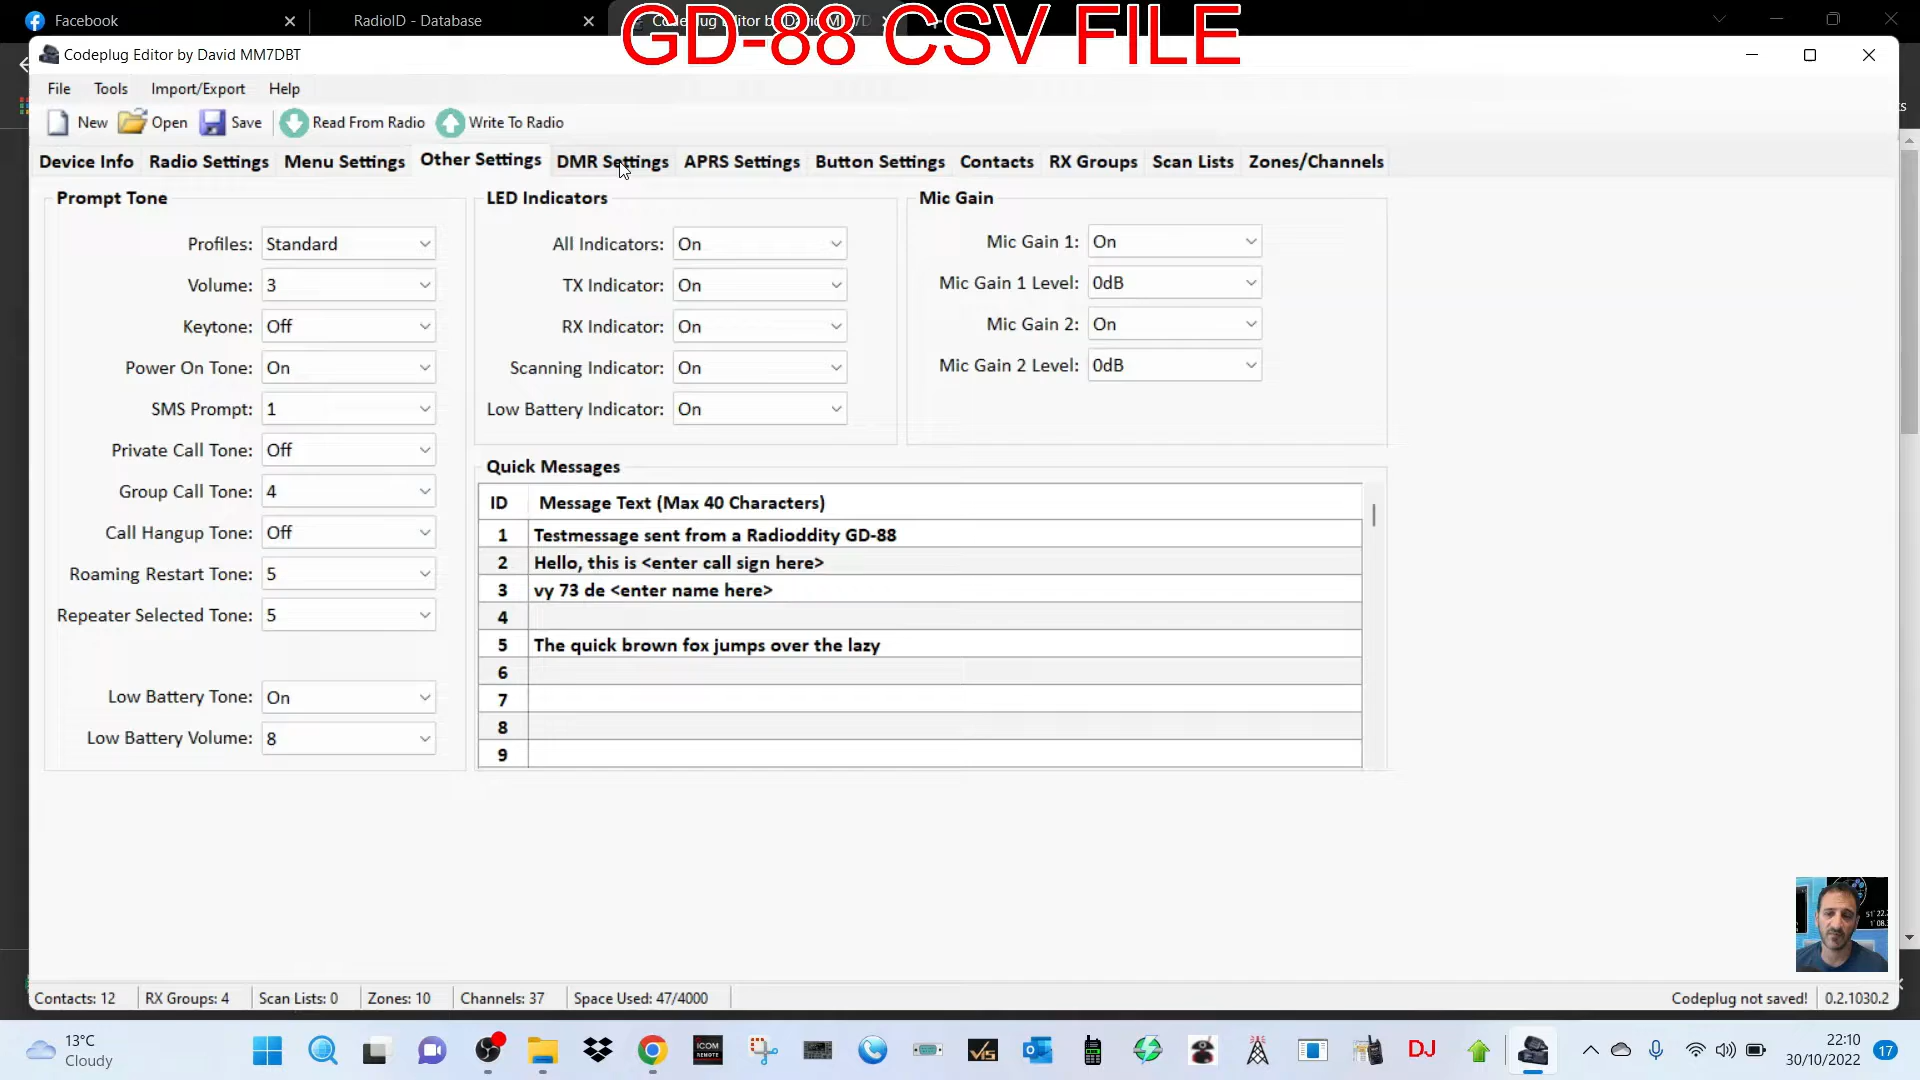 Facebook
RadioID - Database
GD-88 CSV FILE
Codeplug Editor by David MM7DBT
File Tools Import/Export Help
New Open Save Read From Radio Write To Radio
Device Info Radio Settings Menu Settings Other Settings DMR Settings APRS Settings Button Settings Contacts RX Groups Scan Lists Zones/Channels
Prompt Tone
Profiles: Standard
Volume: 3
Keytone: Off
Power On Tone: On
SMS Prompt: 1
Private Call Tone: Off
Group Call Tone: 4
Call Hangup Tone: Off
Roaming Restart Tone: 5
Repeater Selected Tone: 5
Low Battery Tone: On
Low Battery Volume: 8
LED Indicators
All Indicators: On
TX Indicator: On
RX Indicator: On
Scanning Indicator: On
Low Battery Indicator: On
Mic Gain
Mic Gain 1: On
Mic Gain 1 Level: 0dB
Mic Gain 2: On
Mic Gain 2 Level: 0dB
Quick Messages
ID Message Text (Max 40 Characters)
1 Testmessage sent from a Radioddity GD-88
2 Hello, this is <enter call sign here>
3 vy 73 de <enter name here>
4
5 The quick brown fox jumps over the lazy
6
7
8
9
Contacts: 12 RX Groups: 4 Scan Lists: 0 Zones: 10 Channels: 37 Space Used: 47/4000 Codeplug not saved! 0.2.1030.2
13°C
Cloudy
ICOM
REMOTE
DJ
22:10
30/10/2022
17